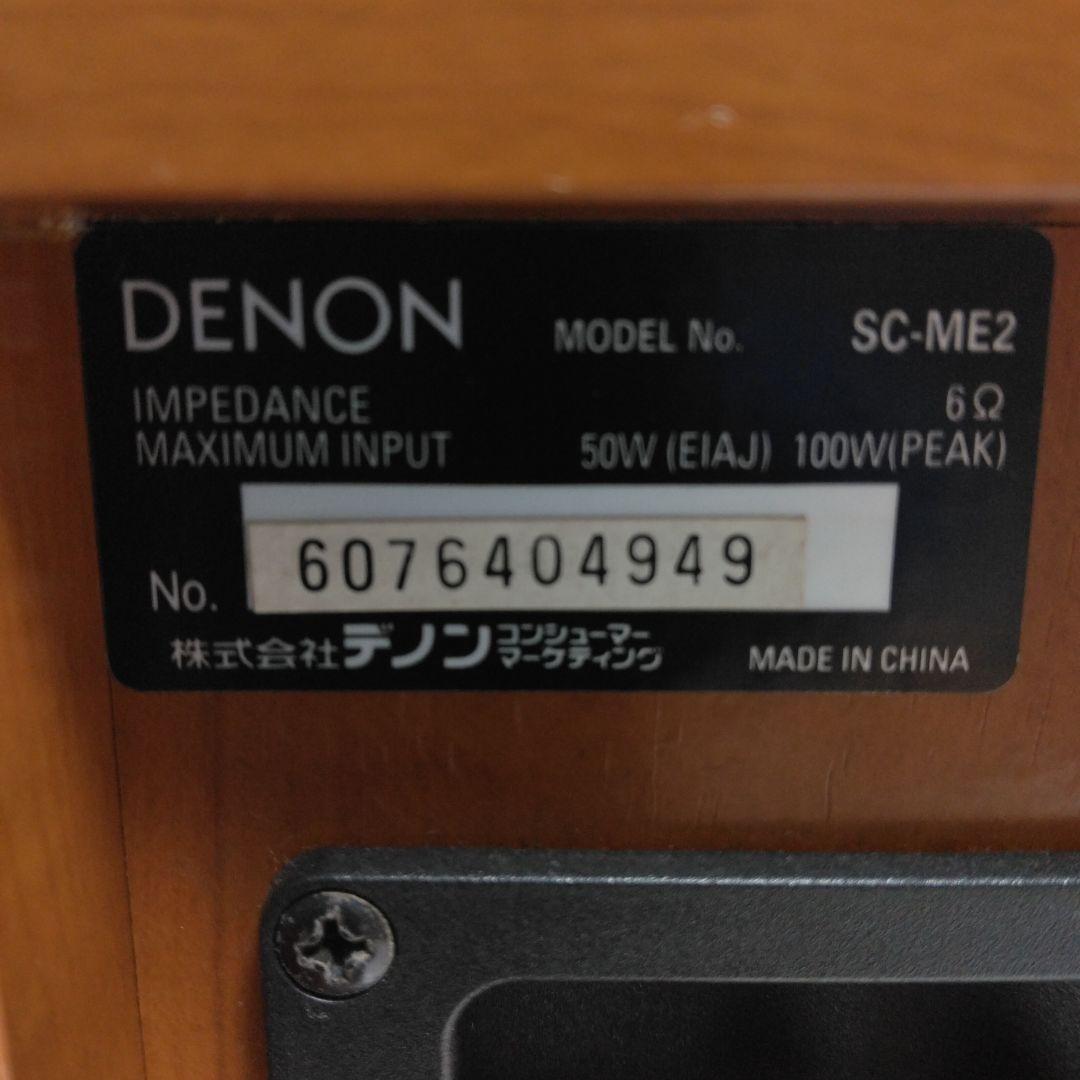 DENON MODEL No. SC-ME2
IMPEDANCE 6Ω
MAXIMUM INPUT 50W (EIAJ) 100W(PEAK)
No. 6076404949
株式会社デノン コンシューマーマーケティング MADE IN CHINA